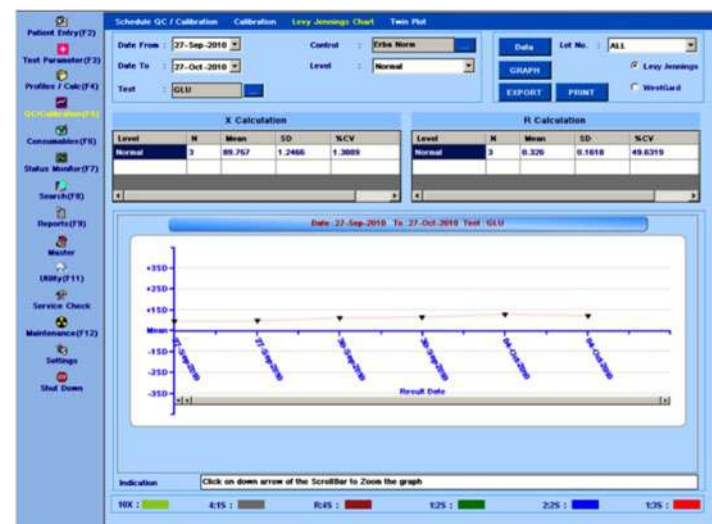 Schedule QC / Calibration Calibration Levy Jennings Chart Twin Plot
Patient Entry(F2)
Test Parameter(F3)
Profiles / Calc(F4)
QC/Calibration(F5)
Consumables(F6)
Status Monitor(F7)
Search(F8)
Reports(F9)
Master
Utility(F11)
Service Check
Maintenance(F12)
Settings
Shut Down
Date From : 27-Sep-2010 Control : Erba Norm
Date To : 27-Oct-2010 Level : Normal
Test : GLU
Data Lot No. : ALL
GRAPH Levy Jennings
EXPORT PRINT WestGard
X Calculation
Level N Mean SD %CV
Normal 3 89.767 1.2466 1.3889
R Calculation
Level N Mean SD %CV
Normal 3 0.326 0.1618 49.6319
Date :27-Sep-2010 To :27-Oct-2010 Test :GLU
+3SD
+2SD
+1SD
Mean
-1SD
-2SD
-3SD
27-Sep-2010
27-Sep-2010
30-Sep-2010
30-Sep-2010
04-Oct-2010
04-Oct-2010
Result Date
Indication Click on down arrow of the ScrollBar to Zoom the graph
10X : 4:1S : R:4S : 1:2S : 2:2S : 1:3S :